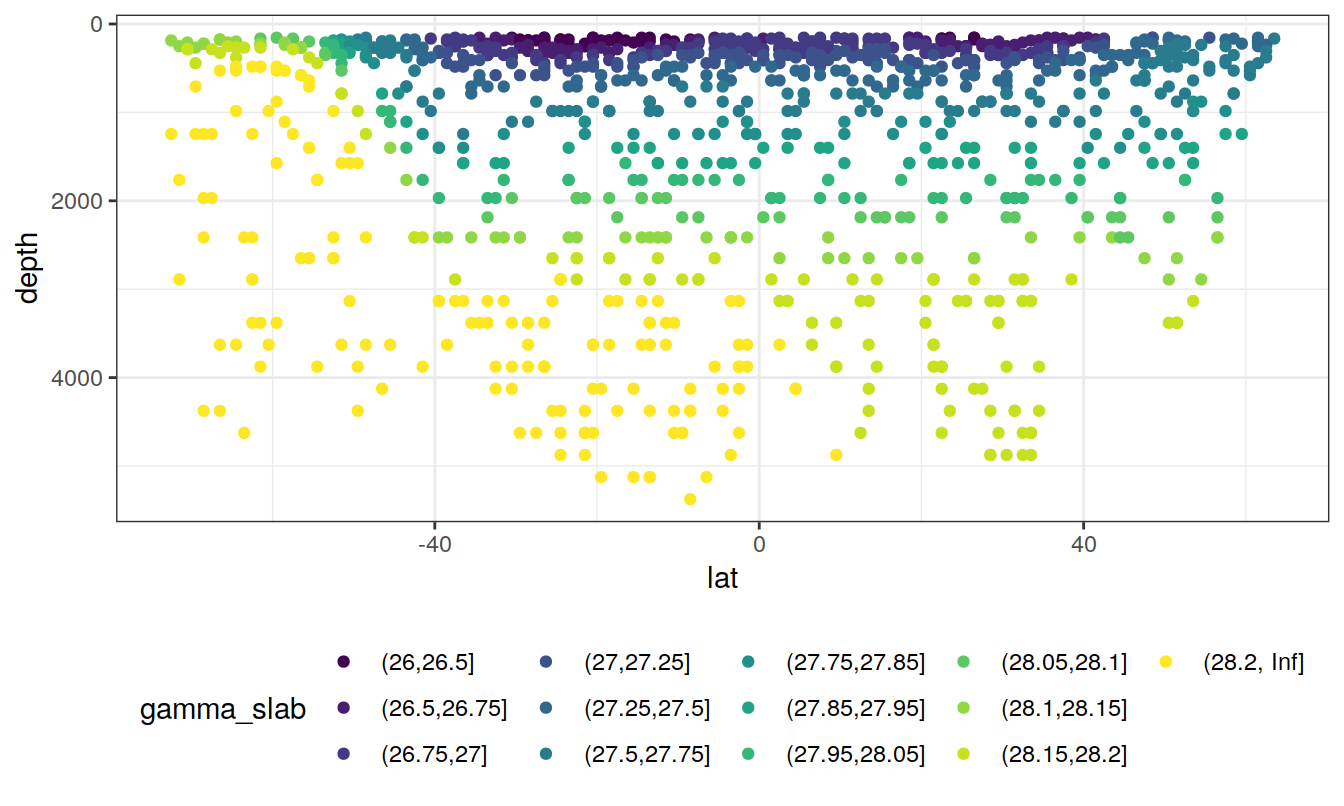 0
2000
4000
depth
-40 0 40
lat
gamma_slab
(26,26.5] (27,27.25] (27.75,27.85] (28.05,28.1] (28.2, Inf]
(26.5,26.75] (27.25,27.5] (27.85,27.95] (28.1,28.15]
(26.75,27] (27.5,27.75] (27.95,28.05] (28.15,28.2]